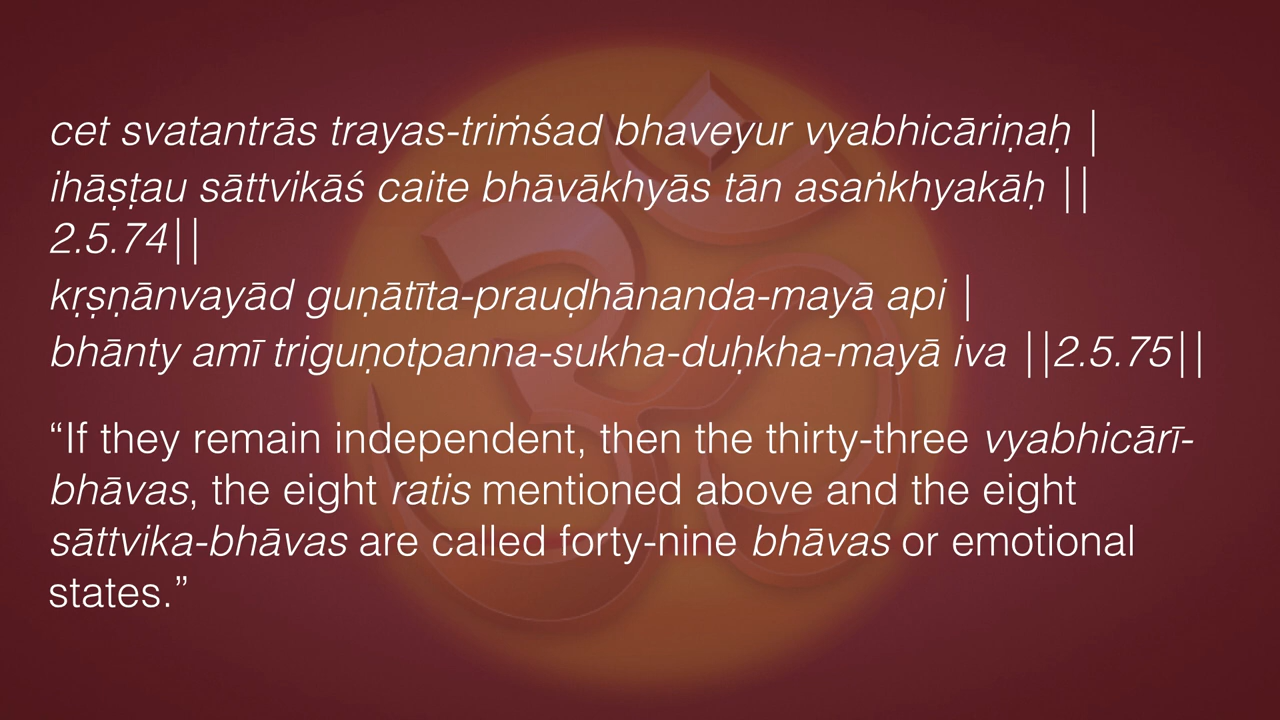 cet svatantrās trayas-triṁśad bhaveyur vyabhicāriṇaḥ |
ihāṣṭau sāttvikāś caite bhāvākhyās tān asaṅkhyakāḥ ||
2.5.74||
kṛṣṇānvayād guṇātīta-prauḍhānanda-mayā api |
bhānty amī triguṇotpanna-sukha-duḥkha-mayā iva ||2.5.75||
“If they remain independent, then the thirty-three vyabhicārī-
bhāvas, the eight ratis mentioned above and the eight
sāttvika-bhāvas are called forty-nine bhāvas or emotional
states.”